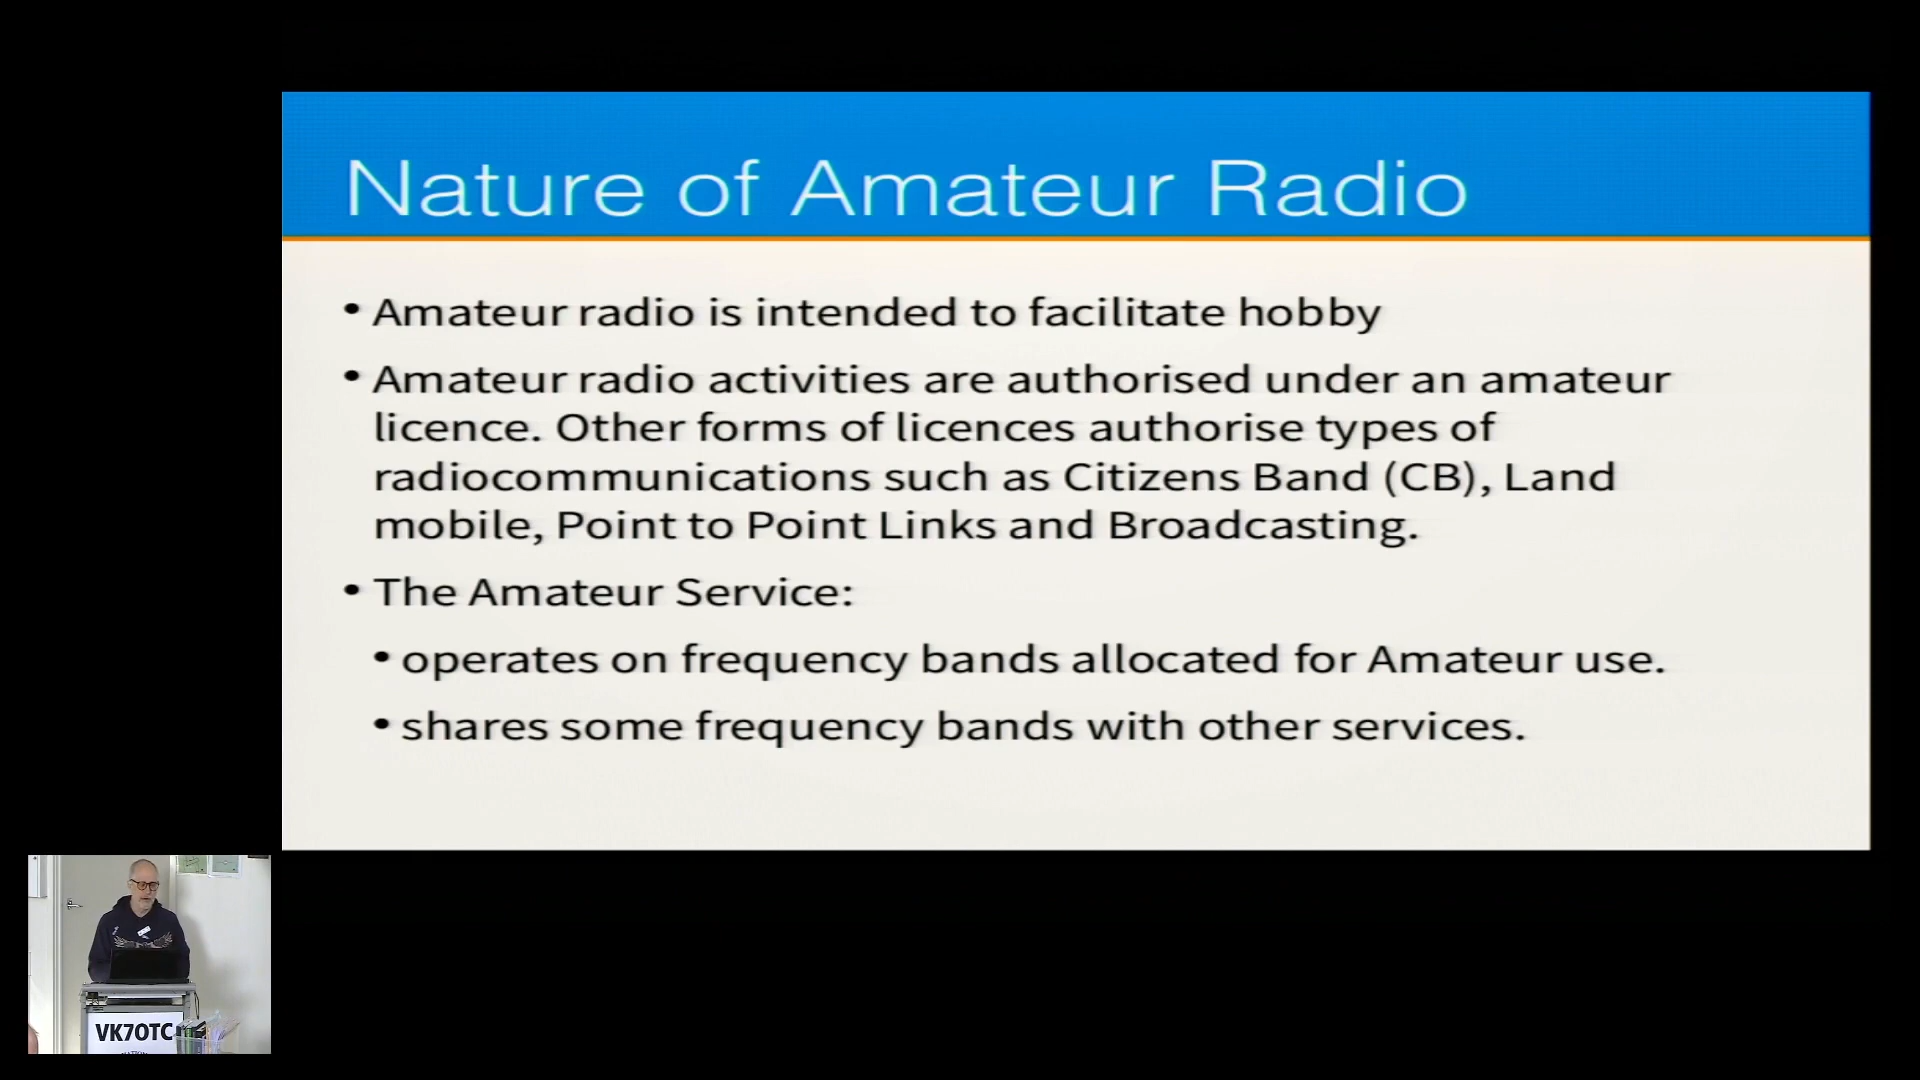 Nature of Amateur Radio
• Amateur radio is intended to facilitate hobby
• Amateur radio activities are authorised under an amateur
licence. Other forms of licences authorise types of
radiocommunications such as Citizens Band (CB), Land
mobile, Point to Point Links and Broadcasting.
• The Amateur Service:
• operates on frequency bands allocated for Amateur use.
• shares some frequency bands with other services.
VK7OTC